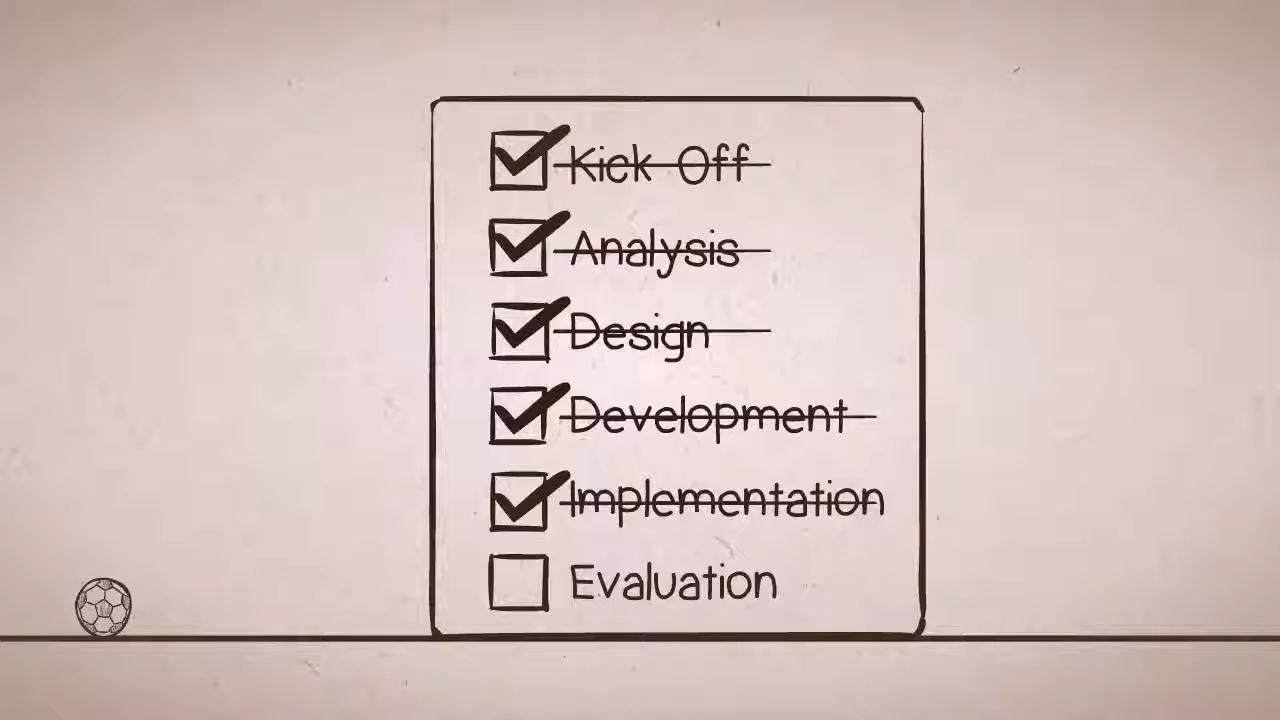 Kick Off
Analysis
Design
Development
Implementation
Evaluation